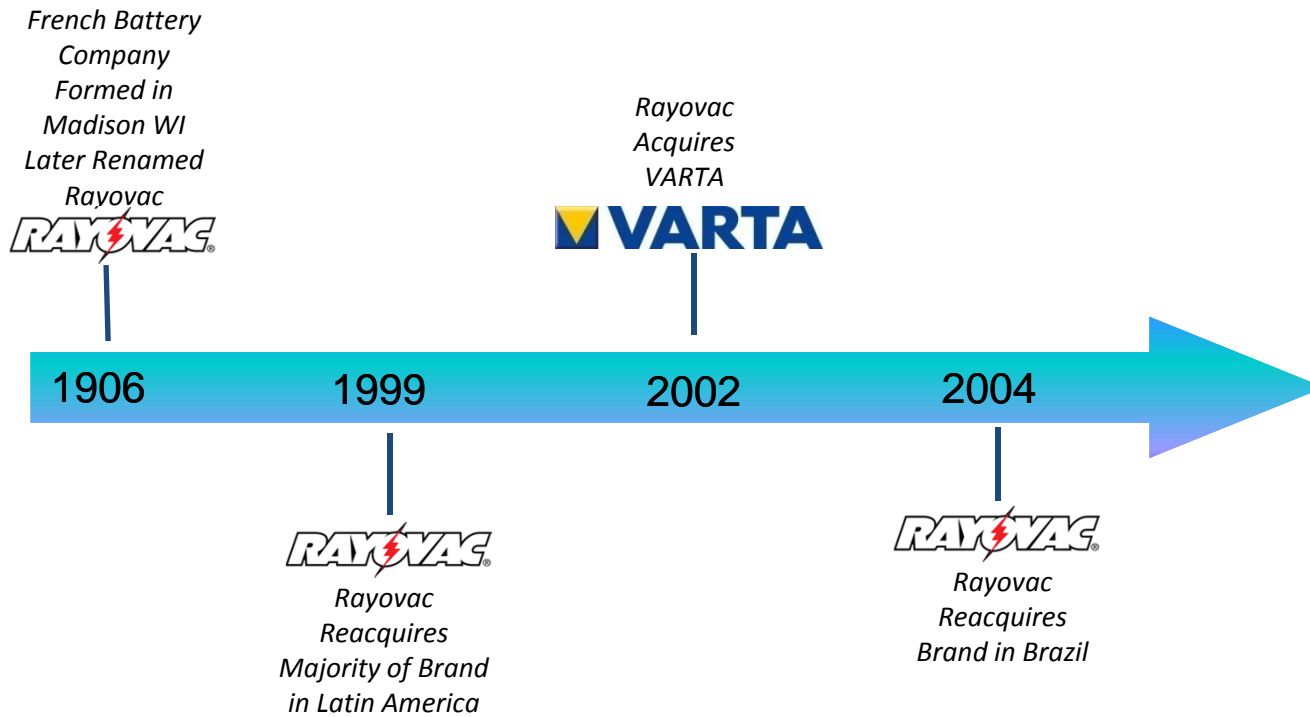 French Battery
Company
Formed in
Madison WI
Later Renamed
Rayovac
RAYOVAC®
Rayovac
Acquires
VARTA
VARTA
1906
1999
2002
2004
RAYOVAC®
Rayovac
Reacquires
Majority of Brand
in Latin America
RAYOVAC®
Rayovac
Reacquires
Brand in Brazil